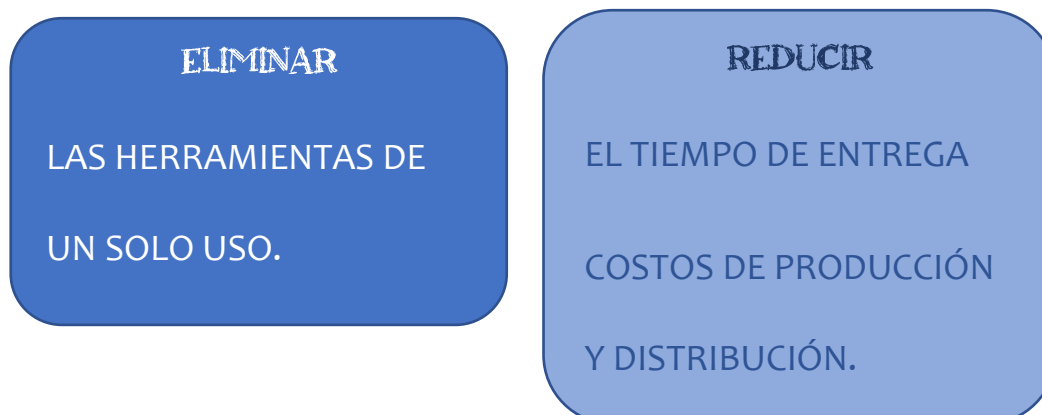 ELIMINAR
LAS HERRAMIENTAS DE
UN SOLO USO.
REDUCIR
EL TIEMPO DE ENTREGA
COSTOS DE PRODUCCIÓN
Y DISTRIBUCIÓN.